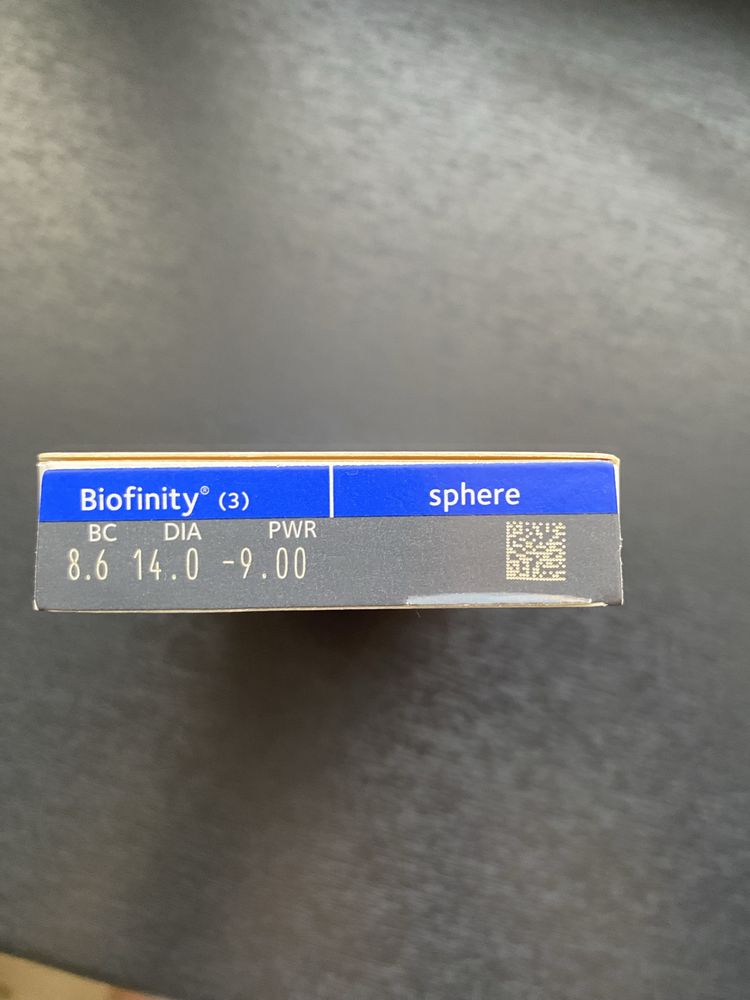 Biofinity® (3) sphere
BC DIA PWR
8.6 14.0 -9.00